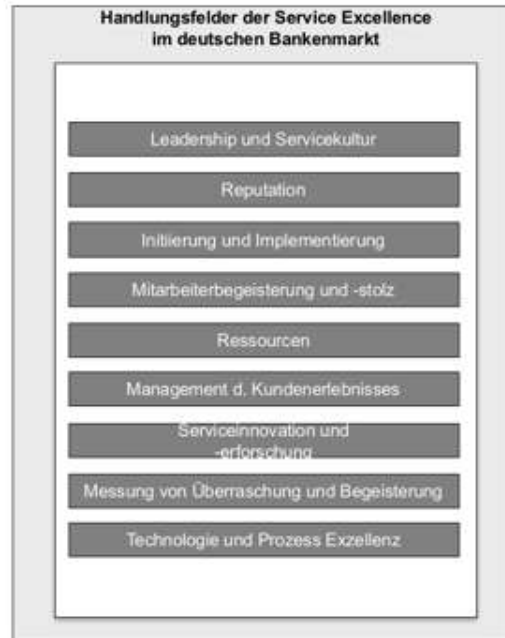 Handlungsfelder der Service Excellence
im deutschen Bankenmarkt
Leadership und Servicekultur
Reputation
Initiierung und Implementierung
Mitarbeiterbegeisterung und -stolz
Ressourcen
Management d. Kundenerlebnisses
Serviceinnovation und
-erforschung
Messung von Überraschung und Begeisterung
Technologie und Prozess Exzellenz